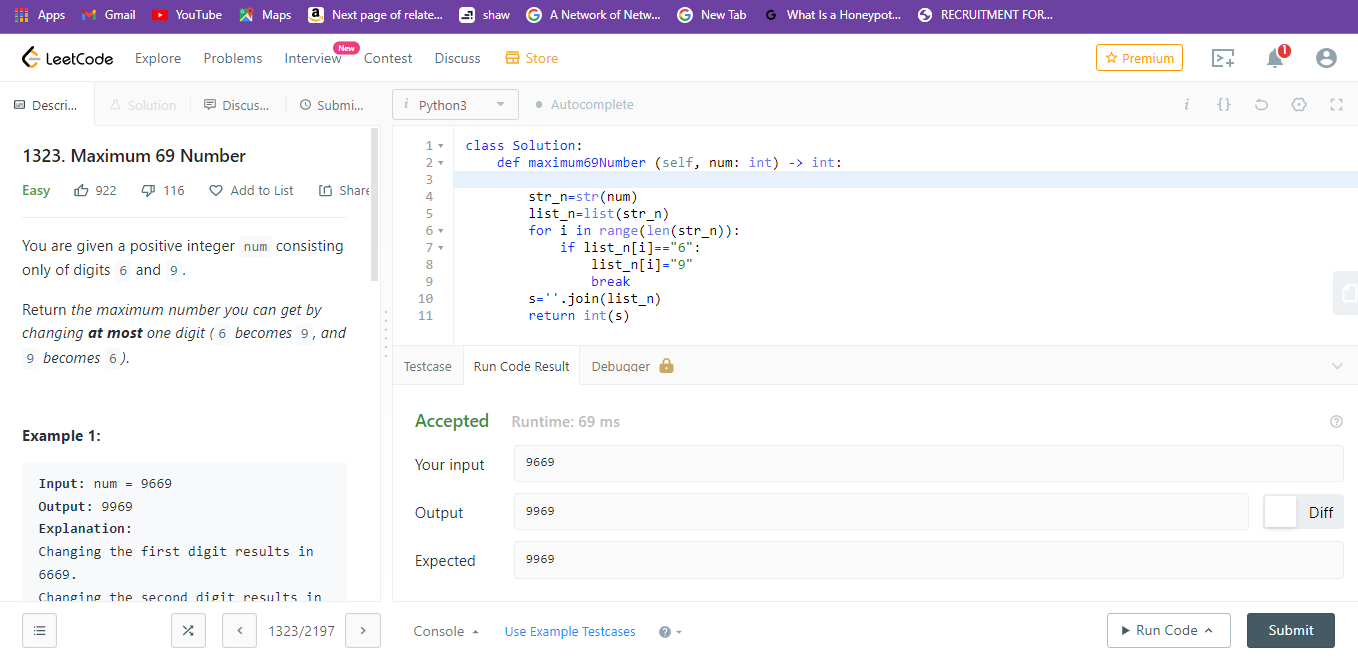 Apps Gmail YouTube Maps Next page of relate... shaw A Network of Netw... New Tab What Is a Honeypot... RECRUITMENT FOR...
LeetCode Explore Problems Interview New Contest Discuss Store Premium 1
Descri... Solution Discus... Submi... i Python3 Autocomplete i {}
1323. Maximum 69 Number
Easy 922 116 Add to List Share
You are given a positive integer num consisting
only of digits 6 and 9 .
Return the maximum number you can get by
changing at most one digit ( 6 becomes 9 , and
9 becomes 6 ).
Example 1:
Input: num = 9669
Output: 9969
Explanation:
Changing the first digit results in
6669.
Changing the second digit results in
1 class Solution:
2 def maximum69Number (self, num: int) -> int:
3
4 str_n=str(num)
5 list_n=list(str_n)
6 for i in range(len(str_n)):
7 if list_n[i]=="6":
8 list_n[i]="9"
9 break
10 s=''.join(list_n)
11 return int(s)
Testcase Run Code Result Debugger
Accepted Runtime: 69 ms
Your input 9669
Output 9969 Diff
Expected 9969
1323/2197 Console Use Example Testcases Run Code Submit